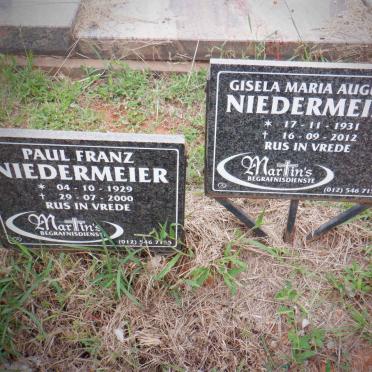 PAUL FRANZ
NIEDERMEIER
* 04 - 10 - 1929
† 29 - 07 - 2000
RUS IN VREDE
Martin's
BEGRAFNISDIENSTE
(012) 546 7155
GISELA MARIA AUGU
NIEDERMEI
* 17 - 11 - 1931
† 16 - 09 - 2012
RUS IN VREDE
Martin's
BEGRAFNISDIENSTE
(012) 546 71